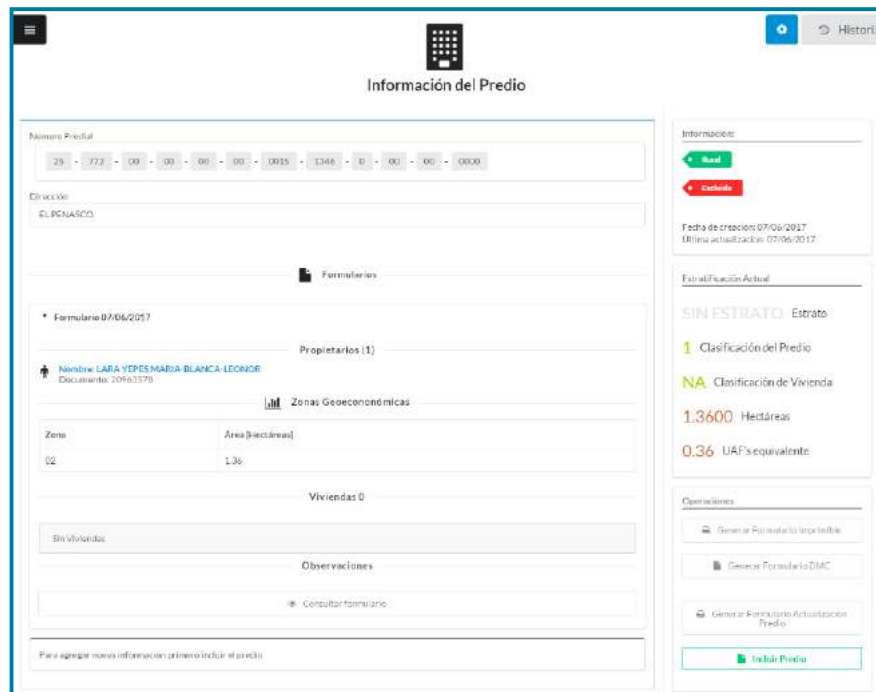 Histori
Información del Predio
Número Predial
25 - 772 - 00 - 00 - 00 - 00 - 0015 - 1346 - 0 - 00 - 00 - 0000
Dirección
EL PENASCO
Formularios
Formulario 07/06/2017
Propietarios (1)
Nombre: LARA YEPES MARIA-BLANCA-LEONOR
Documento: 20963578
Zonas Geoecononómicas
Zona Área [Hectáreas]
02 1.36
Viviendas 0
Sin Viviendas
Observaciones
Consultar formulario
Para agregar nueva informacion primero incluir el predio
Informacion:
Rural
Excluido
Fecha de creación: 07/06/2017
Última actualizacion: 07/06/2017
Estratificación Actual
SIN ESTRATO Estrato
1 Clasificación del Predio
NA Clasificación de Vivienda
1.3600 Hectáreas
0.36 UAF's equivalente
Operaciones
Generar Formulario Imprimible
Generar Formulario DMC
Generar Formulario Actualización
Predio
Incluir Predio